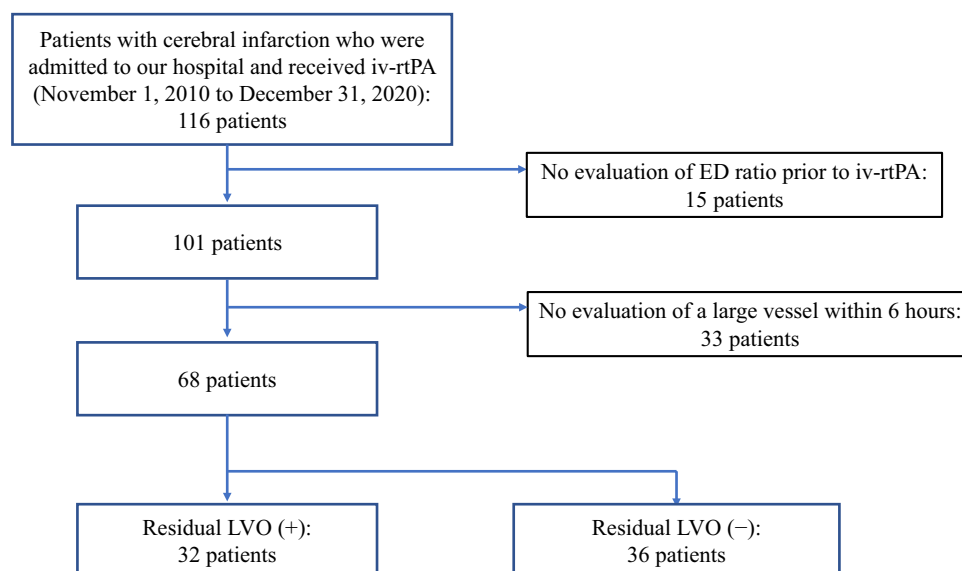 Patients with cerebral infarction who were
admitted to our hospital and received iv-rtPA
(November 1, 2010 to December 31, 2020):
116 patients
No evaluation of ED ratio prior to iv-rtPA:
15 patients
101 patients
No evaluation of a large vessel within 6 hours:
33 patients
68 patients
Residual LVO (+):
32 patients
Residual LVO (−):
36 patients